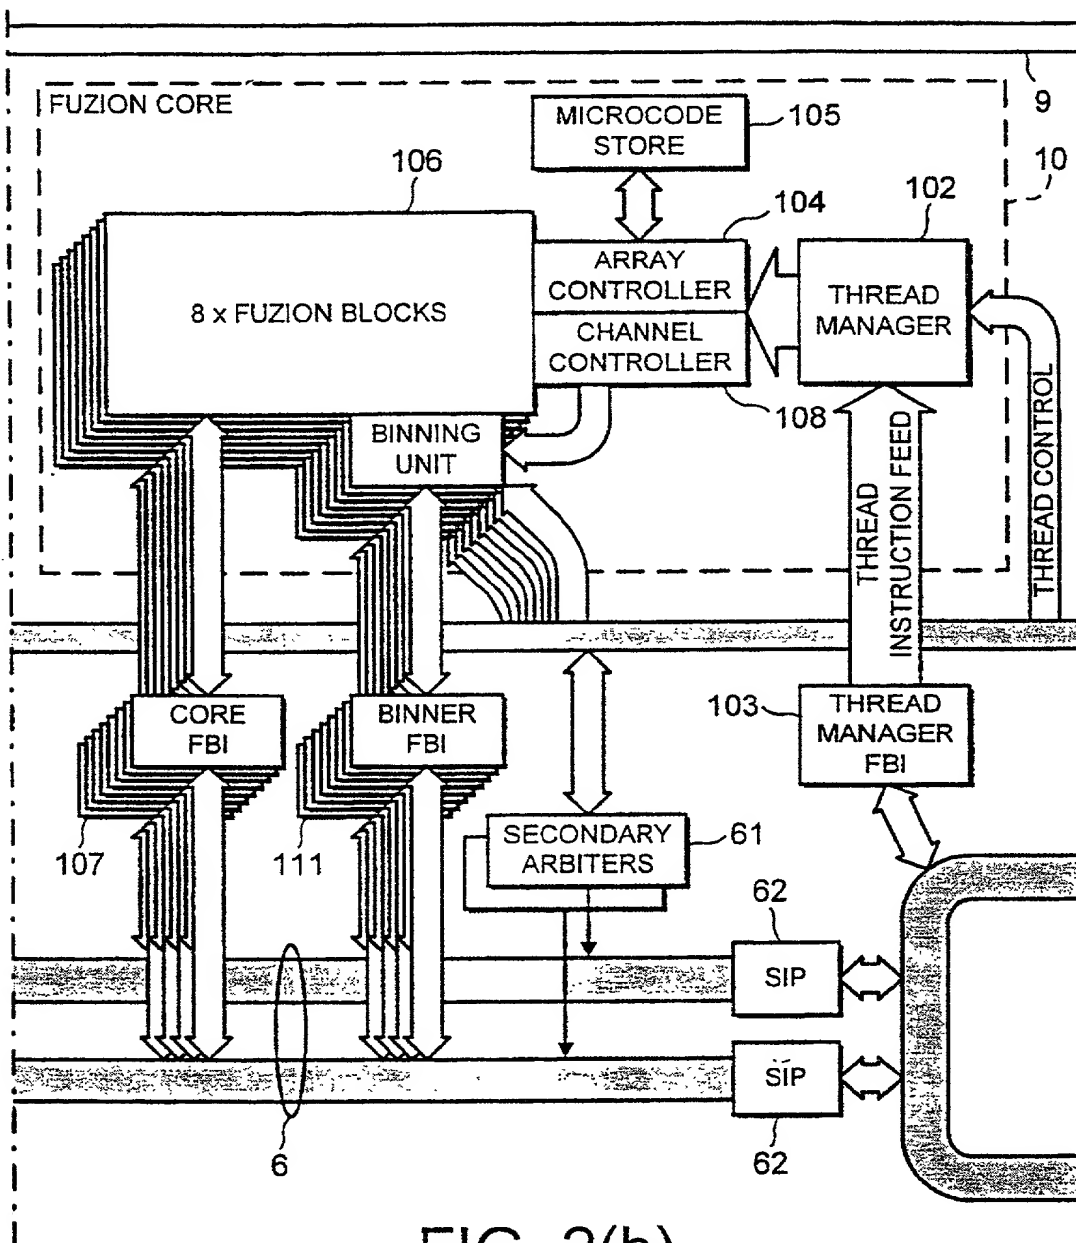 9
FUZION CORE
MICROCODE
STORE
105
10
106
104
102
ARRAY
CONTROLLER
8 x FUZION BLOCKS
THREAD
MANAGER
CHANNEL
CONTROLLER
108
BINNING
UNIT
THREAD
INSTRUCTION FEED
THREAD CONTROL
CORE
FBI
BINNER
FBI
103
THREAD
MANAGER
FBI
107
111
SECONDARY
ARBITERS
61
62
SIP
SIP
6
62